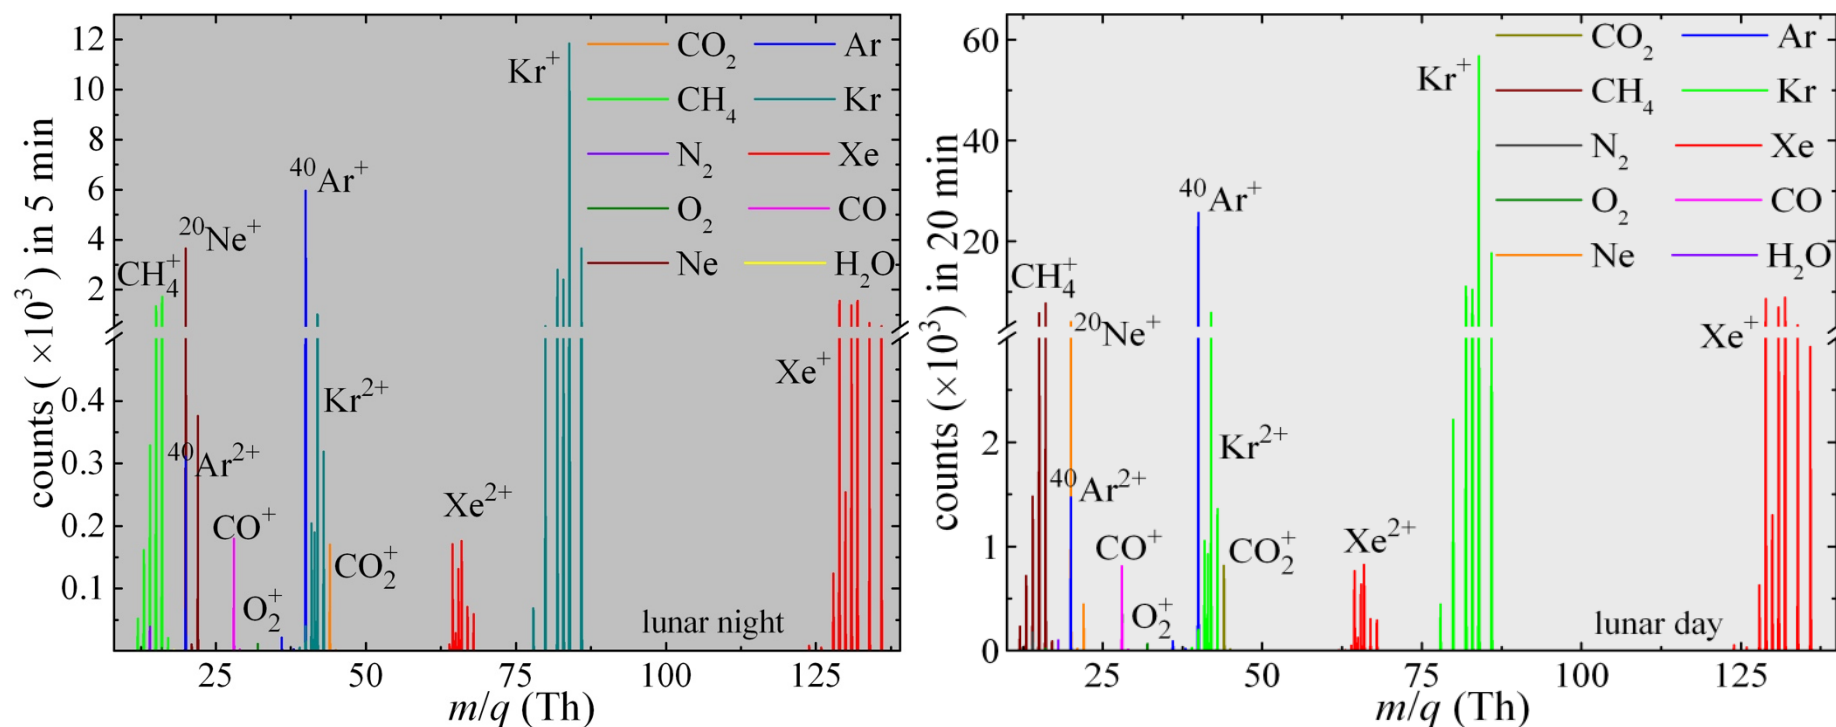 counts ( ×10³) in 5 min
12
10
8
6
4
2
0.4
0.3
0.2
0.1
25
50
75
100
125
m/q (Th)
CO₂
Ar
CH₄
Kr
N₂
Xe
O₂
CO
Ne
H₂O
Kr⁺
⁴⁰Ar⁺
²⁰Ne⁺
CH₄⁺
Xe⁺
Kr²⁺
⁴⁰Ar²⁺
Xe²⁺
CO⁺
CO₂⁺
O₂⁺
lunar night
counts (×10³) in 20 min
60
40
20
2
1
0
25
50
75
100
125
m/q (Th)
CO₂
Ar
CH₄
Kr
N₂
Xe
O₂
CO
Ne
H₂O
Kr⁺
⁴⁰Ar⁺
CH₄⁺
²⁰Ne⁺
Xe⁺
Kr²⁺
⁴⁰Ar²⁺
CO⁺
CO₂⁺
Xe²⁺
O₂⁺
lunar day